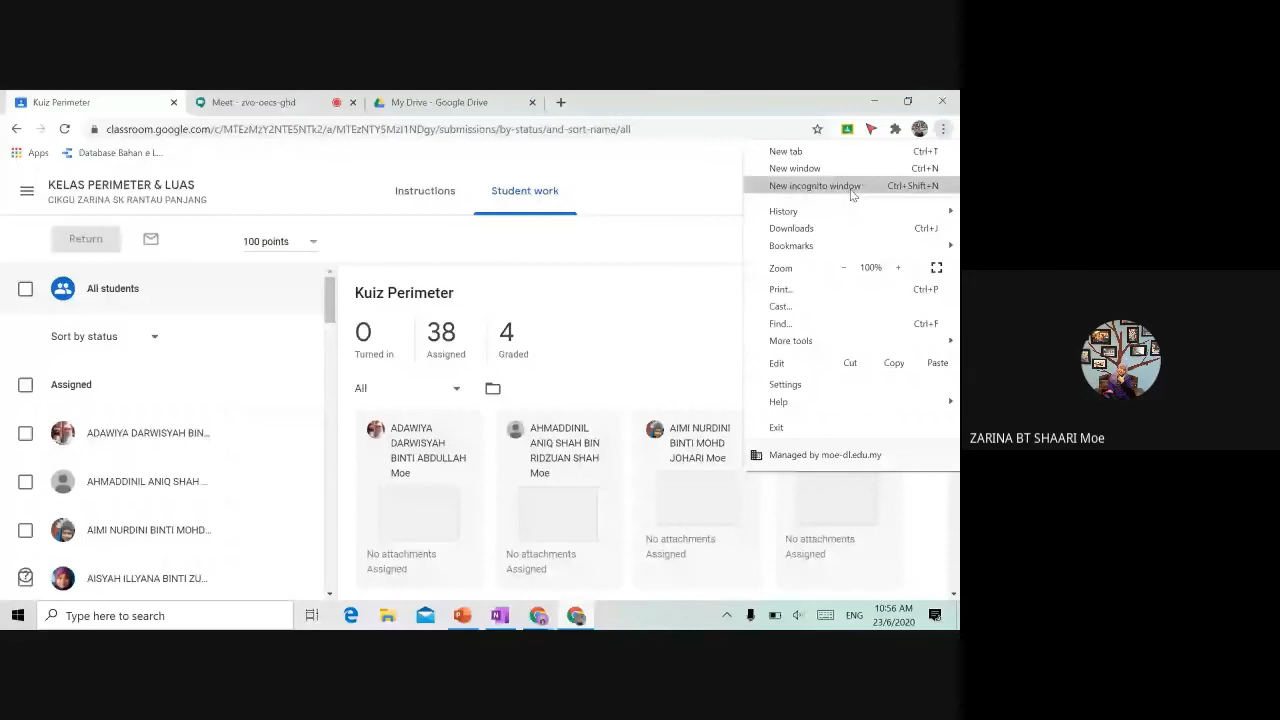 Kuiz Perimeter
Meet - zvo-oecs-ghd
My Drive - Google Drive
classroom.google.com/c/MTEzMzY2NTE5NTk2/a/MTEzNTY5MzI1NDgy/submissions/by-status/and-sort-name/all
Apps
Database Bahan e L...
KELAS PERIMETER & LUAS
CIKGU ZARINA SK RANTAU PANJANG
Instructions
Student work
Return
100 points
All students
Sort by status
Assigned
ADAWIYA DARWISYAH BIN...
AHMADDINIL ANIQ SHAH ...
AIMI NURDINI BINTI MOHD...
AISYAH ILLYANA BINTI ZU...
Kuiz Perimeter
0 38 4
Turned in Assigned Graded
All
ADAWIYA
DARWISYAH
BINTI ABDULLAH
Moe
No attachments
Assigned
AHMADDINIL
ANIQ SHAH BIN
RIDZUAN SHAH
Moe
No attachments
Assigned
AIMI NURDINI
BINTI MOHD
JOHARI Moe
No attachments
Assigned
No attachments
Assigned
New tab Ctrl+T
New window Ctrl+N
New incognito window Ctrl+Shift+N
History
Downloads Ctrl+J
Bookmarks
Zoom − 100% +
Print... Ctrl+P
Cast...
Find... Ctrl+F
More tools
Edit Cut Copy Paste
Settings
Help
Exit
Managed by moe-dl.edu.my
Type here to search
ENG
10:56 AM
23/6/2020
ZARINA BT SHAARI Moe